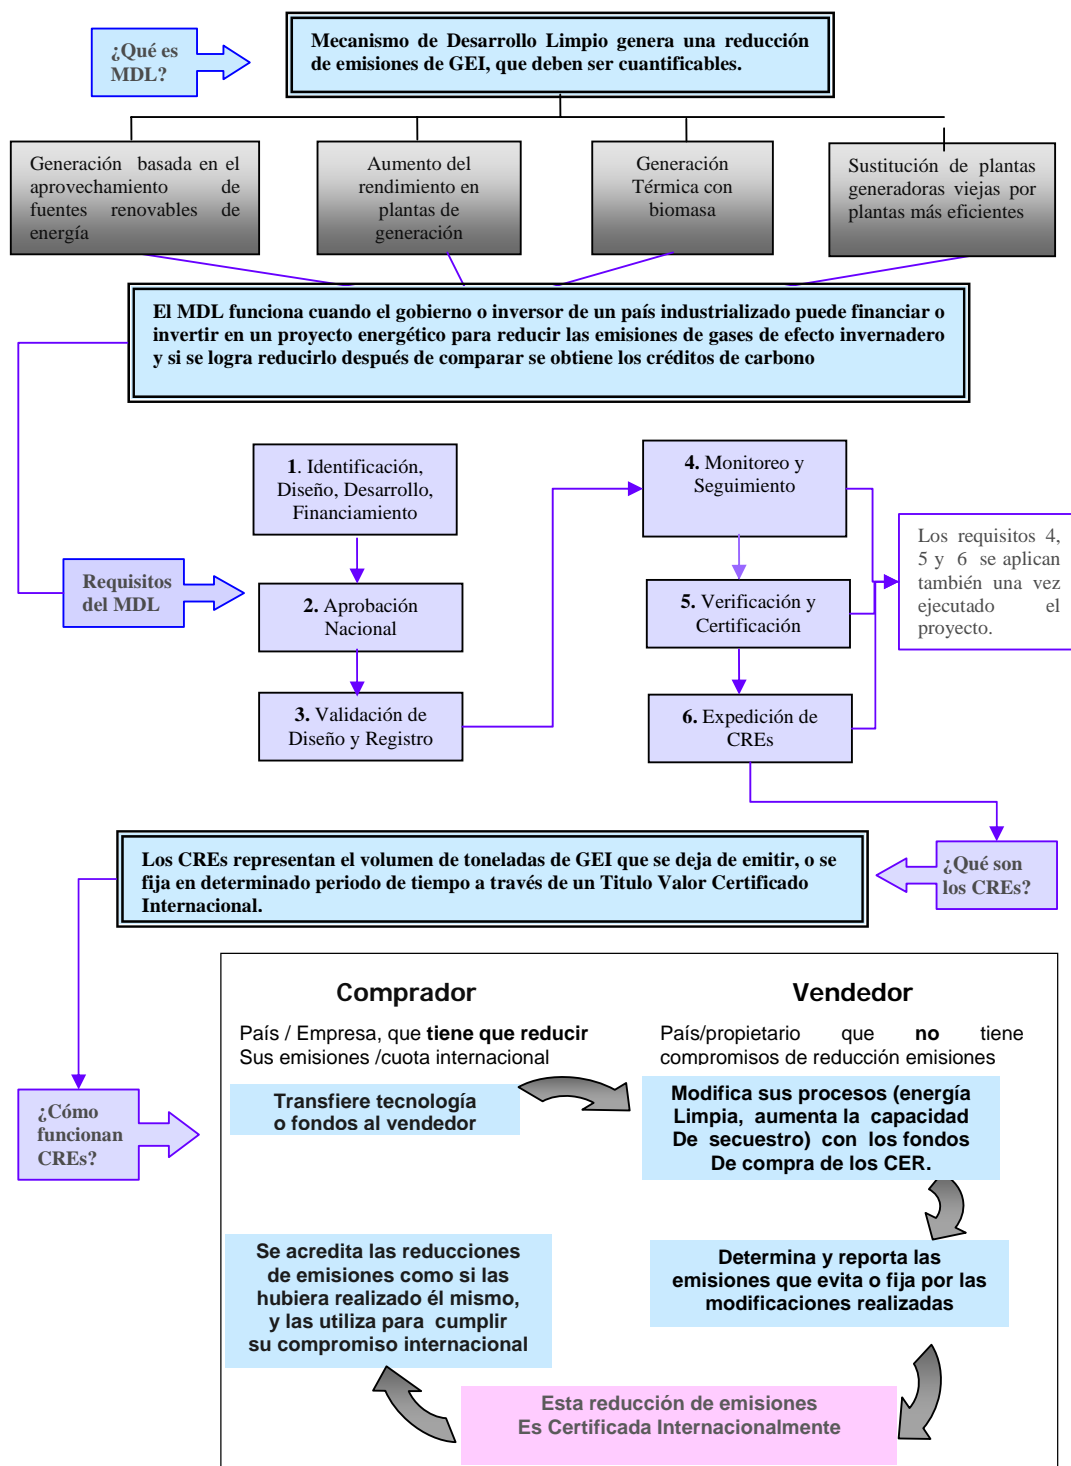 ¿Qué es
MDL?
Mecanismo de Desarrollo Limpio genera una reducción
de emisiones de GEI, que deben ser cuantificables.
Generación basada en el
aprovechamiento de
fuentes renovables de
energía
Aumento del
rendimiento en
plantas de
generación
Generación
Térmica con
biomasa
Sustitución de plantas
generadoras viejas por
plantas más eficientes
El MDL funciona cuando el gobierno o inversor de un país industrializado puede financiar o
invertir en un proyecto energético para reducir las emisiones de gases de efecto invernadero
y si se logra reducirlo después de comparar se obtiene los créditos de carbono
Requisitos
del MDL
1. Identificación,
Diseño, Desarrollo,
Financiamiento
2. Aprobación
Nacional
3. Validación de
Diseño y Registro
4. Monitoreo y
Seguimiento
5. Verificación y
Certificación
6. Expedición de
CREs
Los requisitos 4,
5 y 6 se aplican
también una vez
ejecutado el
proyecto.
¿Qué son
los CREs?
Los CREs representan el volumen de toneladas de GEI que se deja de emitir, o se
fija en determinado periodo de tiempo a través de un Titulo Valor Certificado
Internacional.
¿Cómo
funcionan
CREs?
Comprador
País / Empresa, que tiene que reducir
Sus emisiones /cuota internacional
Transfiere tecnología
o fondos al vendedor
Vendedor
País/propietario que no tiene
compromisos de reducción emisiones
Modifica sus procesos (energía
Limpia, aumenta la capacidad
De secuestro) con los fondos
De compra de los CER.
Determina y reporta las
emisiones que evita o fija por las
modificaciones realizadas
Esta reducción de emisiones
Es Certificada Internacionalmente
Se acredita las reducciones
de emisiones como si las
hubiera realizado él mismo,
y las utiliza para cumplir
su compromiso internacional